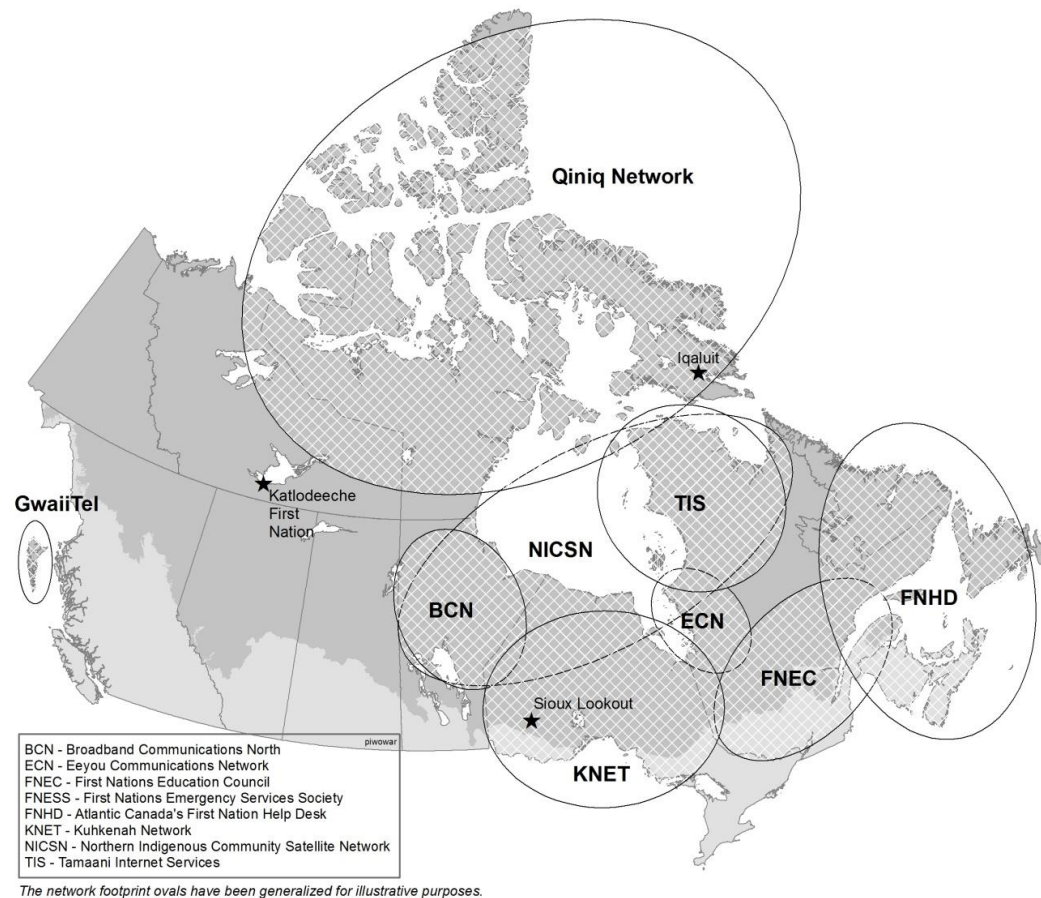 Qiniq Network
Iqaluit
Katlodeeche
First
Nation
GwaiiTel
TIS
NICSN
BCN
ECN
FNHD
FNEC
Sioux Lookout
KNET
piwowar
BCN - Broadband Communications North
ECN - Eeyou Communications Network
FNEC - First Nations Education Council
FNESS - First Nations Emergency Services Society
FNHD - Atlantic Canada's First Nation Help Desk
KNET - Kuhkenah Network
NICSN - Northern Indigenous Community Satellite Network
TIS - Tamaani Internet Services
The network footprint ovals have been generalized for illustrative purposes.